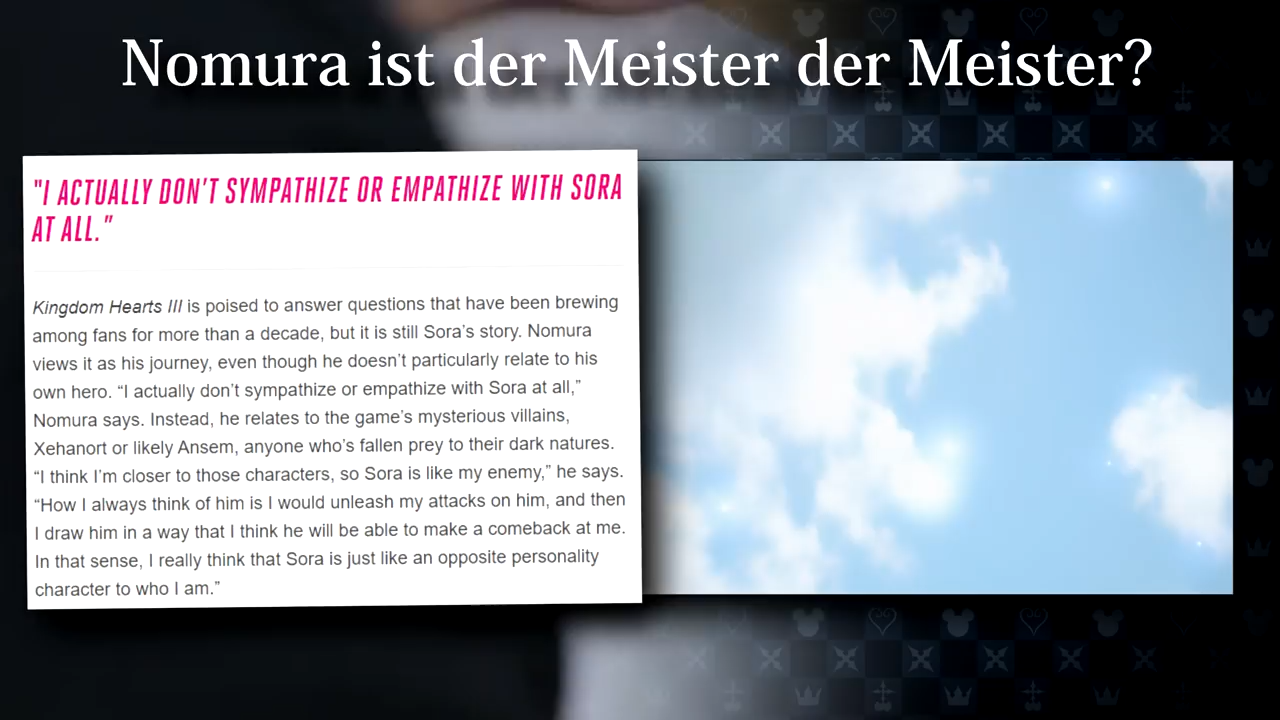 Nomura ist der Meister der Meister?
"I ACTUALLY DON'T SYMPATHIZE OR EMPATHIZE WITH SORA
AT ALL."
Kingdom Hearts III is poised to answer questions that have been brewing
among fans for more than a decade, but it is still Sora's story. Nomura
views it as his journey, even though he doesn't particularly relate to his
own hero. “I actually don't sympathize or empathize with Sora at all,”
Nomura says. Instead, he relates to the game's mysterious villains,
Xehanort or likely Ansem, anyone who's fallen prey to their dark natures.
“I think I'm closer to those characters, so Sora is like my enemy,” he says.
“How I always think of him is I would unleash my attacks on him, and then
I draw him in a way that I think he will be able to make a comeback at me.
In that sense, I really think that Sora is just like an opposite personality
character to who I am.”